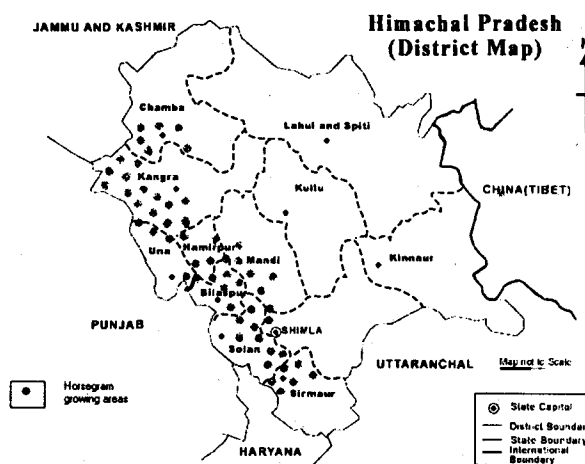 Himachal Pradesh
(District Map)
JAMMU AND KASHMIR
Chamba
Lahul and Spiti
Kangra
CHINA(TIBET)
Kullu
Una
Hamirpur
Mandi
Kinnaur
Bilaspur
PUNJAB
SHIMLA
Solan
UTTARANCHAL
Map not to Scale
Horsegram
growing areas
Sirmaur
State Capitol
District Boundar
State Boundary
International
Boundary
HARYANA